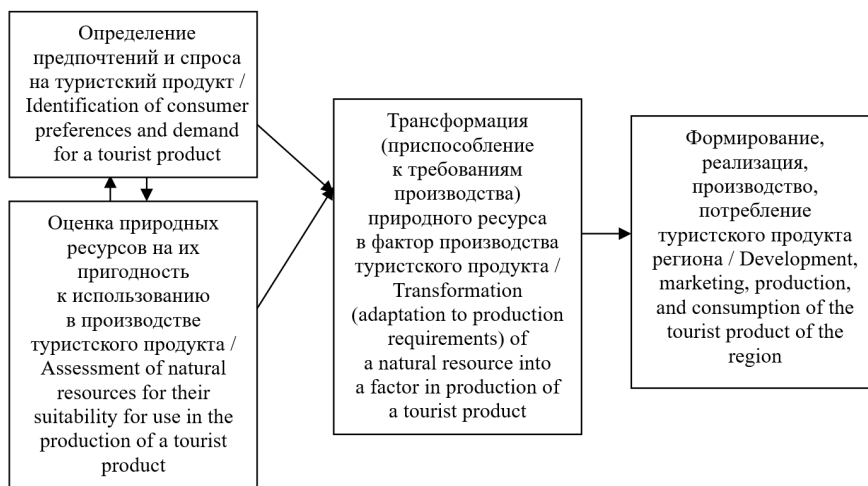 Определение
предпочтений и спроса
на туристский продукт /
Identification of consumer
preferences and demand
for a tourist product
Оценка природных
ресурсов на их
пригодность
к использованию
в производстве
туристского продукта /
Assessment of natural
resources for their
suitability for use in the
production of a tourist
product
Трансформация
(приспособление
к требованиям
производства)
природного ресурса
в фактор производства
туристского продукта /
Transformation
(adaptation to production
requirements) of
a natural resource into
a factor in production of
a tourist product
Формирование,
реализация,
производство,
потребление
туристского продукта
региона / Development,
marketing, production,
and consumption of the
tourist product of the
region